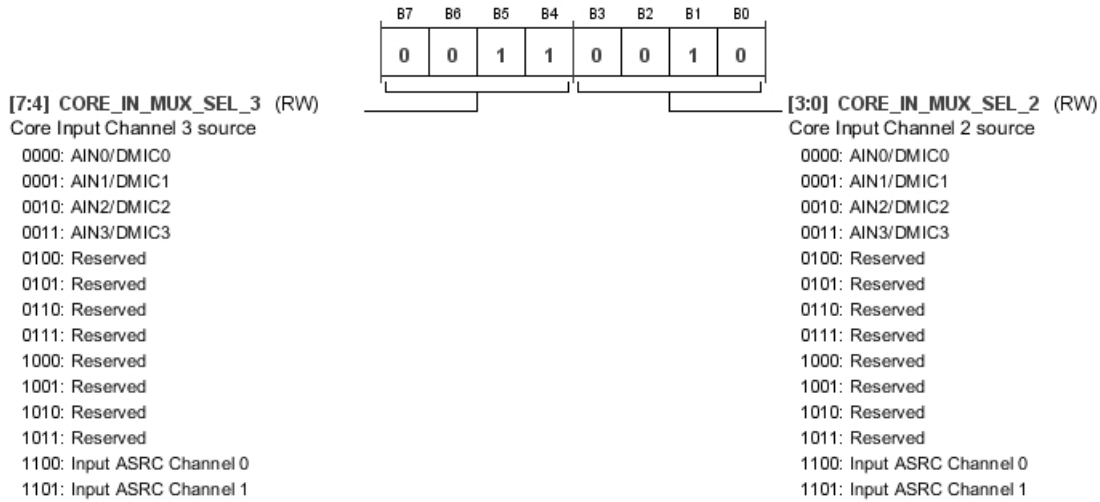 B7 B6 B5 B4 B3 B2 B1 B0
0 0 1 1 0 0 1 0
[7:4] CORE_IN_MUX_SEL_3 (RW)
Core Input Channel 3 source
0000: AIN0/DMIC0
0001: AIN1/DMIC1
0010: AIN2/DMIC2
0011: AIN3/DMIC3
0100: Reserved
0101: Reserved
0110: Reserved
0111: Reserved
1000: Reserved
1001: Reserved
1010: Reserved
1011: Reserved
1100: Input ASRC Channel 0
1101: Input ASRC Channel 1
[3:0] CORE_IN_MUX_SEL_2 (RW)
Core Input Channel 2 source
0000: AIN0/DMIC0
0001: AIN1/DMIC1
0010: AIN2/DMIC2
0011: AIN3/DMIC3
0100: Reserved
0101: Reserved
0110: Reserved
0111: Reserved
1000: Reserved
1001: Reserved
1010: Reserved
1011: Reserved
1100: Input ASRC Channel 0
1101: Input ASRC Channel 1